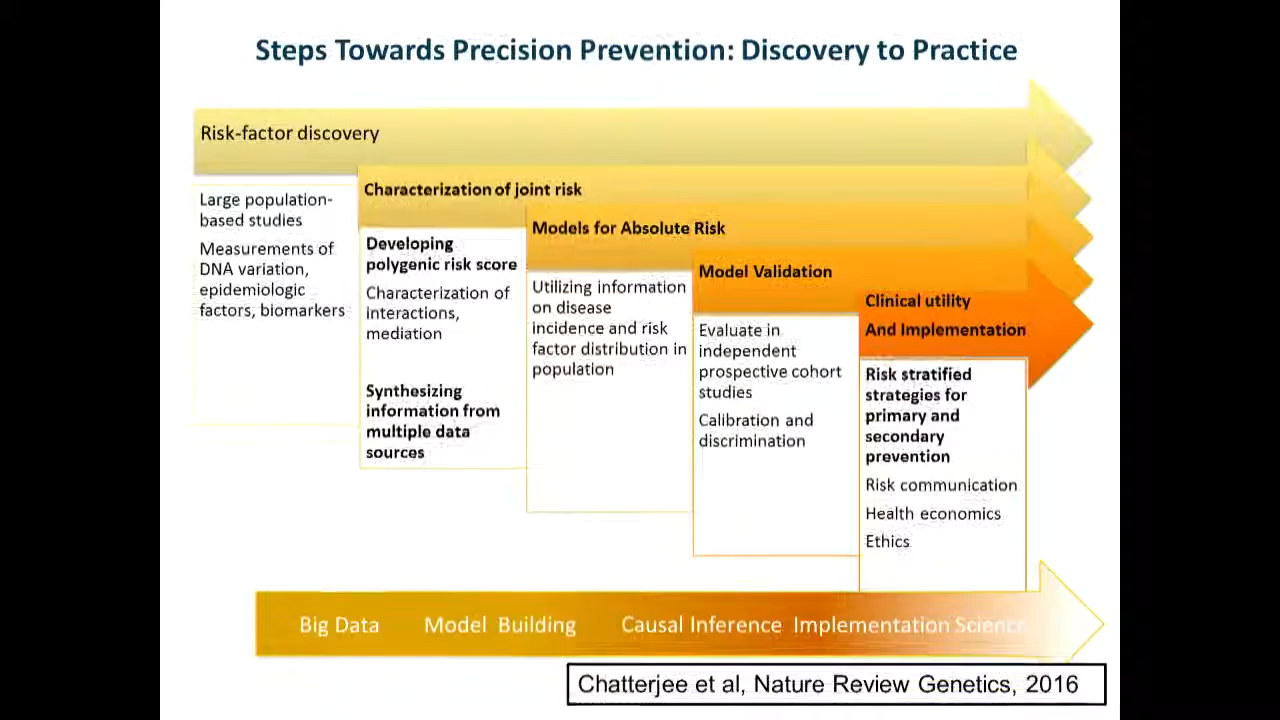 Steps Towards Precision Prevention: Discovery to Practice
Risk-factor discovery
Large population-
based studies
Measurements of
DNA variation,
epidemiologic
factors, biomarkers
Characterization of joint risk
Developing
polygenic risk score
Characterization of
interactions,
mediation
Synthesizing
information from
multiple data
sources
Models for Absolute Risk
Utilizing information
on disease
incidence and risk
factor distribution in
population
Model Validation
Evaluate in
independent
prospective cohort
studies
Calibration and
discrimination
Clinical utility
And Implementation
Risk stratified
strategies for
primary and
secondary
prevention
Risk communication
Health economics
Ethics
Big Data Model Building Causal Inference Implementation Science
Chatterjee et al, Nature Review Genetics, 2016